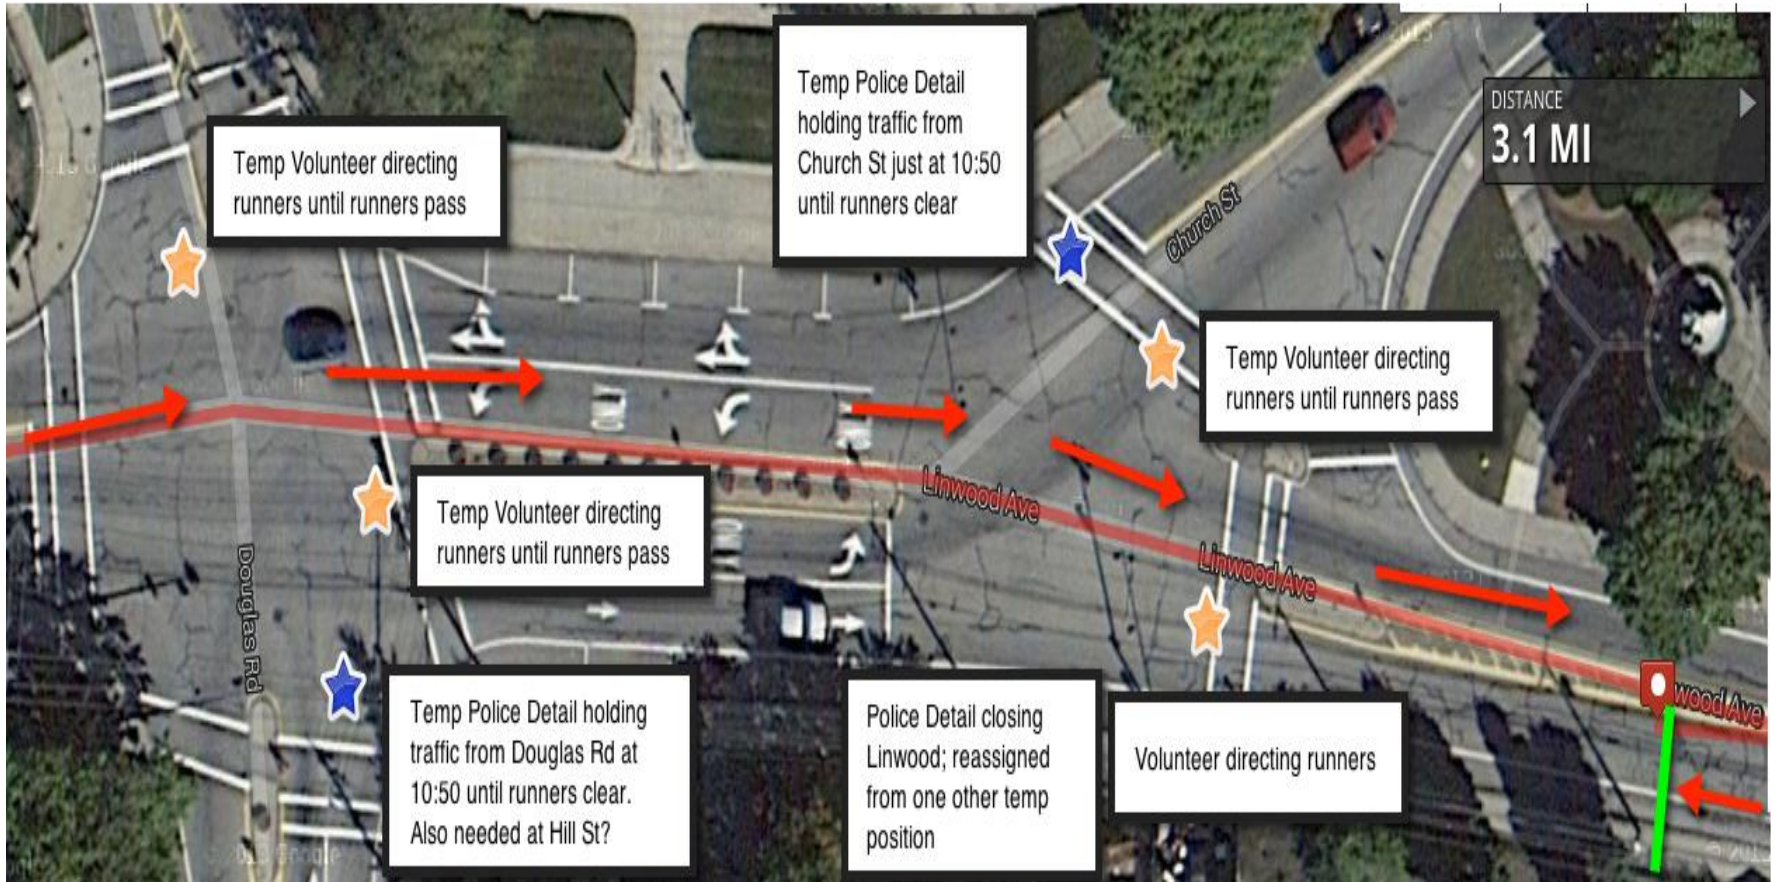 Temp Police Detail
holding traffic from
Church St just at 10:50
until runners clear
DISTANCE
3.1 MI
Temp Volunteer directing
runners until runners pass
Church St
Temp Volunteer directing
runners until runners pass
Linwood Ave
Temp Volunteer directing
runners until runners pass
Linwood Ave
Douglas Rd
Temp Police Detail holding
traffic from Douglas Rd at
10:50 until runners clear.
Also needed at Hill St?
Police Detail closing
Linwood; reassigned
from one other temp
position
Volunteer directing runners
wood Ave
© 2013 Google